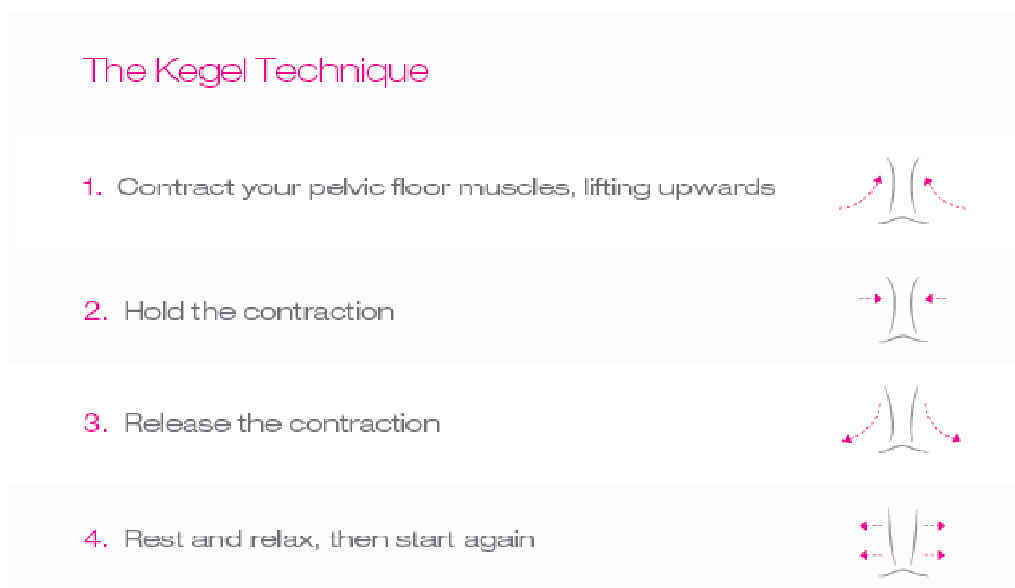 The Kegel Technique
1. Contract your pelvic floor muscles, lifting upwards
2. Hold the contraction
3. Release the contraction
4. Rest and relax, then start again